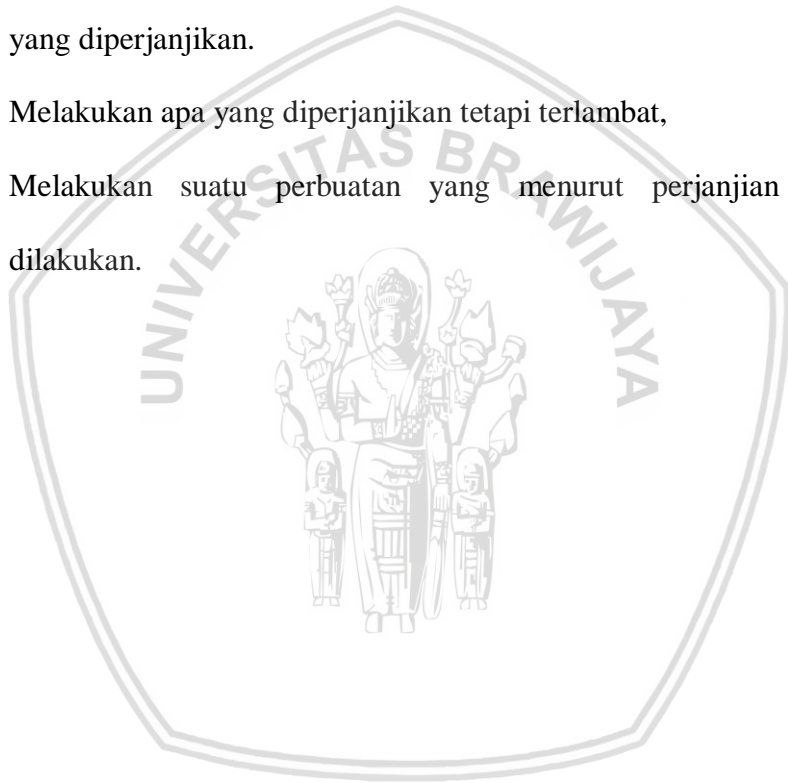 yang diperjanjikan.
Melakukan apa yang diperjanjikan tetapi terlambat,
Melakukan suatu perbuatan yang menurut perjanjian
dilakukan.
UNIVERSITAS BRAWIJAYA